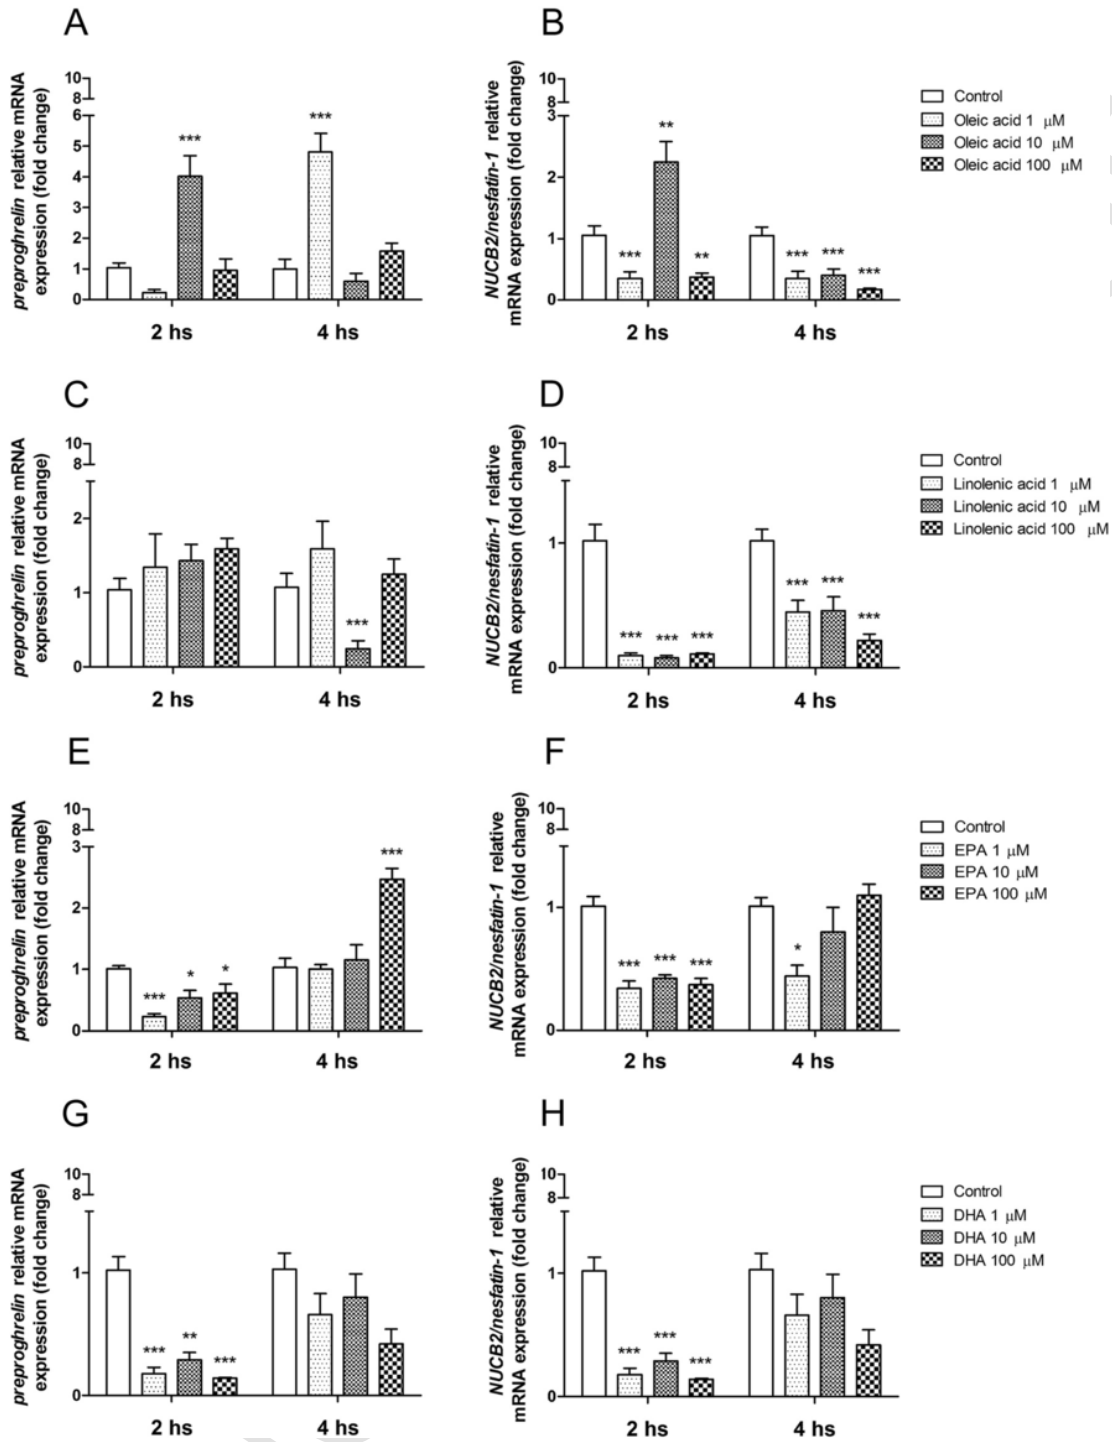 A
preproghrelin relative mRNA
expression (fold change)
10
8
6
5
4
3
2
1
0
***
***
2 hs
4 hs
B
NUCB2/nesfatin-1 relative
mRNA expression (fold change)
10
8
3
2
1
0
***
**
**
***
***
***
2 hs
4 hs
Control
Oleic acid 1 μM
Oleic acid 10 μM
Oleic acid 100 μM
C
preproghrelin relative mRNA
expression (fold change)
10
8
2
1
0
***
2 hs
4 hs
D
NUCB2/nesfatin-1 relative
mRNA expression (fold change)
10
8
1
0
***
***
***
***
***
***
2 hs
4 hs
Control
Linolenic acid 1 μM
Linolenic acid 10 μM
Linolenic acid 100 μM
E
preproghrelin relative mRNA
expression (fold change)
10
8
3
2
1
0
***
*
*
***
2 hs
4 hs
F
NUCB2/nesfatin-1 relative
mRNA expression (fold change)
10
8
1
0
***
***
***
*
2 hs
4 hs
Control
EPA 1 μM
EPA 10 μM
EPA 100 μM
G
preproghrelin relative mRNA
expression (fold change)
10
8
1
0
***
**
***
2 hs
4 hs
H
NUCB2/nesfatin-1 relative
mRNA expression (fold change)
10
8
1
0
***
***
***
2 hs
4 hs
Control
DHA 1 μM
DHA 10 μM
DHA 100 μM